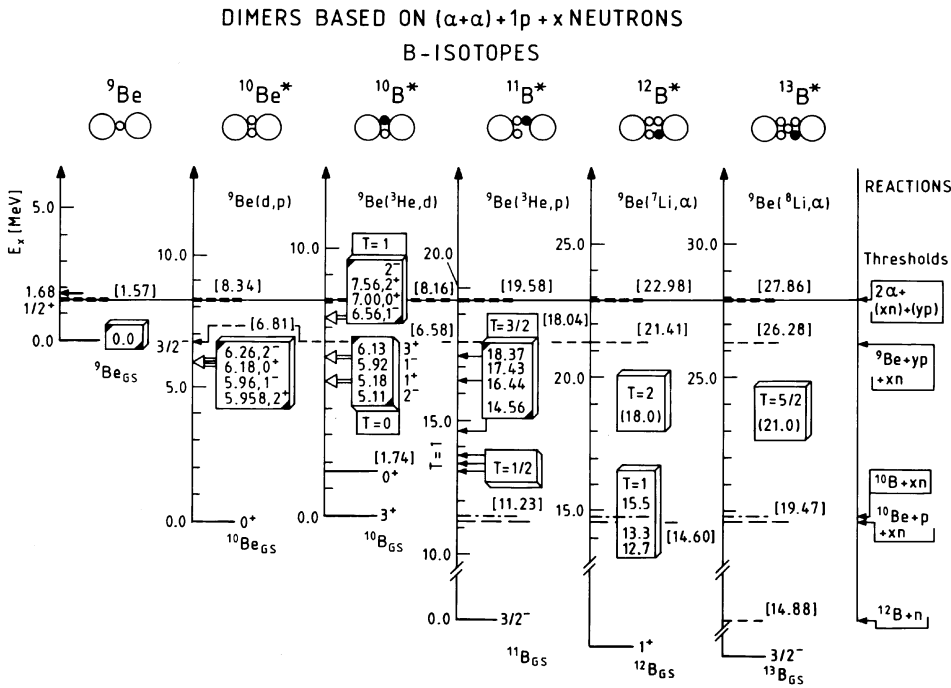 DIMERS BASED ON (α+α)+1p+x NEUTRONS
B-ISOTOPES
⁹Be ¹⁰Be* ¹⁰B* ¹¹B* ¹²B* ¹³B*
Eₓ [MeV]
5.0
1.68
1/2⁺
0.0
[1.57]
0.0
⁹Be_GS
⁹Be(d,p)
10.0
[8.34]
[6.81]
3/2⁻
6.26,2⁻
6.18,0⁺
5.96,1⁻
5.958,2⁺
5.0
0.0
0⁺
¹⁰Be_GS
⁹Be(³He,d)
10.0
T=1
2⁻
7.56,2⁺
7.00,0⁺
6.56,1⁻
[8.16]
[6.58]
6.13 3⁺
5.92 1⁻
5.18 1⁺
5.11 2⁻
T=0
5.0
[1.74]
0⁺
0.0
3⁺
¹⁰B_GS
⁹Be(³He,p)
20.0
[19.58]
[18.04]
T=3/2
18.37
17.43
16.44
14.56
15.0
T=1
T=1/2
[11.23]
10.0
0.0
3/2⁻
¹¹B_GS
⁹Be(⁷Li,α)
25.0
[22.98]
[21.41]
20.0
T=2
(18.0)
T=1
15.5
13.3
12.7
15.0
[14.60]
1⁺
¹²B_GS
⁹Be(⁸Li,α)
30.0
[27.86]
[26.28]
25.0
T=5/2
(21.0)
[19.47]
[14.88]
3/2⁻
¹³B_GS
REACTIONS
Thresholds
2α+
(xn)+(yp)
⁹Be+yp
+xn
¹⁰B+xn
¹⁰Be+p
+xn
¹²B+n